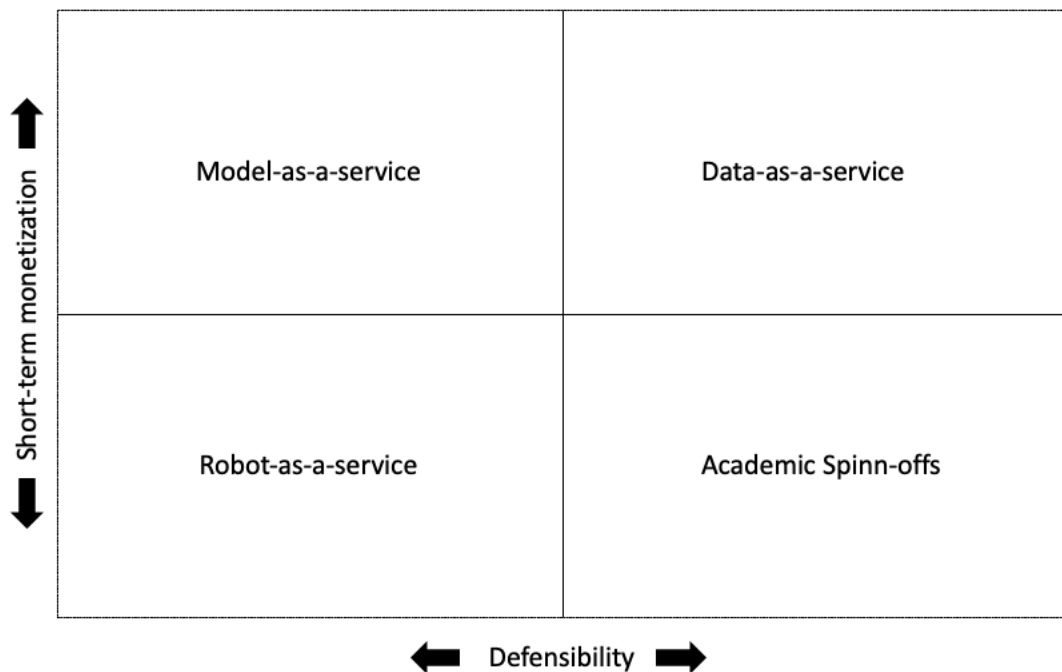 Model-as-a-service
Data-as-a-service
Short-term monetization
Robot-as-a-service
Academic Spinn-offs
Defensibility